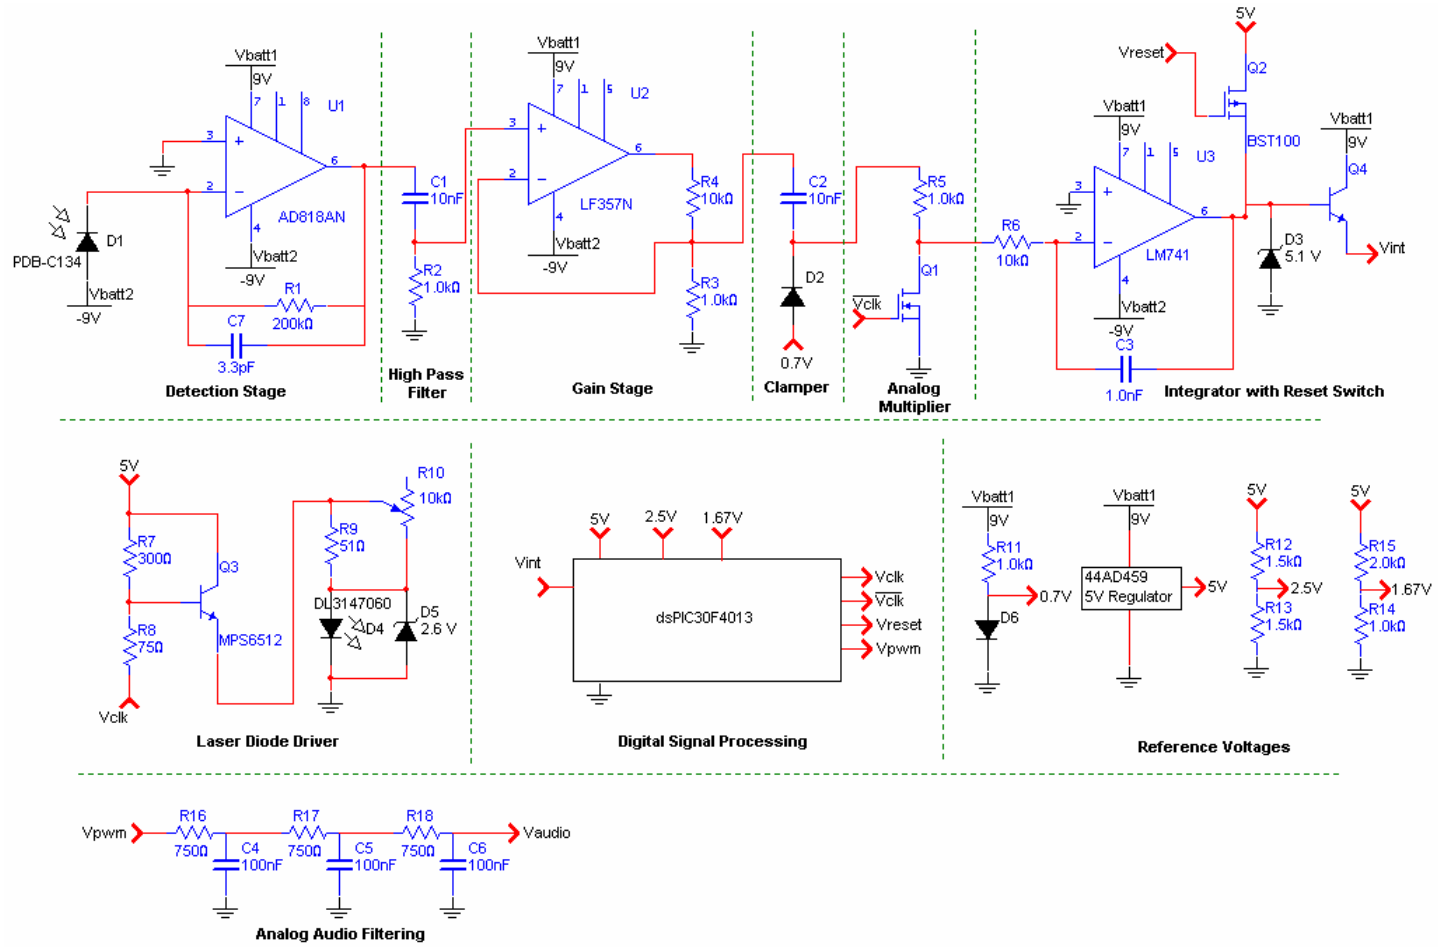 Vbatt1
9V
7
1
8
U1
3
+
6
2
−
AD818AN
4
D1
PDB-C134
Vbatt2
-9V
Vbatt2
-9V
R1
200kΩ
C7
3.3pF
Detection Stage
C1
10nF
R2
1.0kΩ
High Pass
Filter
Vbatt1
9V
7
1
5
U2
3
+
6
2
−
LF357N
4
Vbatt2
-9V
R4
10kΩ
R3
1.0kΩ
Gain Stage
C2
10nF
D2
0.7V
Clamper
R5
1.0kΩ
Q1
Vclk
Analog
Multiplier
5V
Vreset
Q2
BST100
Vbatt1
9V
7
1
5
U3
3
+
6
R6
10kΩ
2
−
LM741
4
Vbatt2
-9V
C3
1.0nF
Vbatt1
9V
Q4
D3
5.1 V
Vint
Integrator with Reset Switch
5V
R7
300Ω
Q3
R8
75Ω
MPS6512
Vclk
R10
10kΩ
R9
51Ω
DL3147060
D4
D5
2.6 V
Laser Diode Driver
5V
2.5V
1.67V
Vint
dsPIC30F4013
Vclk
Vclk
Vreset
Vpwm
Digital Signal Processing
Vbatt1
9V
R11
1.0kΩ
0.7V
D6
Vbatt1
9V
44AD459
5V Regulator
5V
5V
R12
1.5kΩ
2.5V
R13
1.5kΩ
5V
R15
2.0kΩ
1.67V
R14
1.0kΩ
Reference Voltages
Vpwm
R16
750Ω
C4
100nF
R17
750Ω
C5
100nF
R18
750Ω
C6
100nF
Vaudio
Analog Audio Filtering